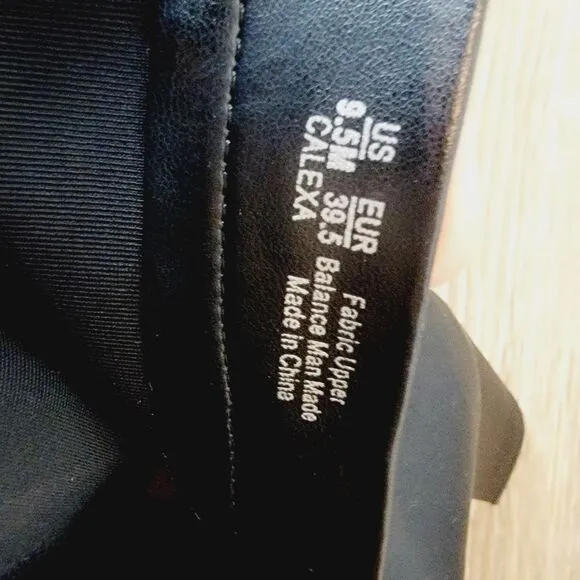 US EUR
9.5M 39.5
CALEXA
Fabric Upper
Balance Man Made
Made in China